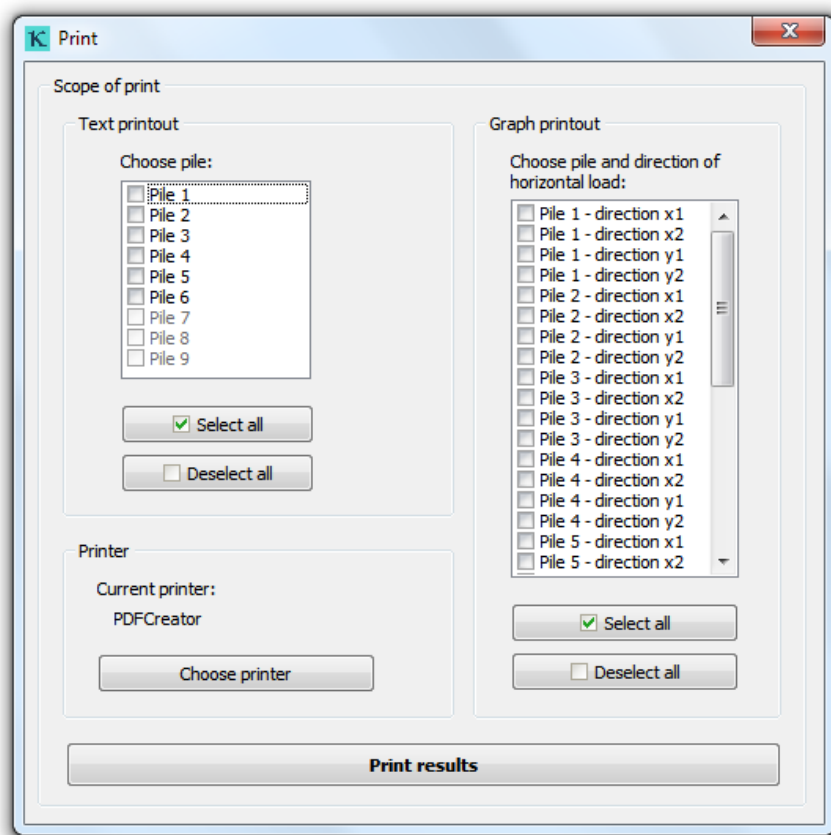 Print
Scope of print
Text printout
Choose pile:
Pile 1
Pile 2
Pile 3
Pile 4
Pile 5
Pile 6
Pile 7
Pile 8
Pile 9
Select all
Deselect all
Printer
Current printer:
PDFCreator
Choose printer
Graph printout
Choose pile and direction of
horizontal load:
Pile 1 - direction x1
Pile 1 - direction x2
Pile 1 - direction y1
Pile 1 - direction y2
Pile 2 - direction x1
Pile 2 - direction x2
Pile 2 - direction y1
Pile 2 - direction y2
Pile 3 - direction x1
Pile 3 - direction x2
Pile 3 - direction y1
Pile 3 - direction y2
Pile 4 - direction x1
Pile 4 - direction x2
Pile 4 - direction y1
Pile 4 - direction y2
Pile 5 - direction x1
Pile 5 - direction x2
Select all
Deselect all
Print results